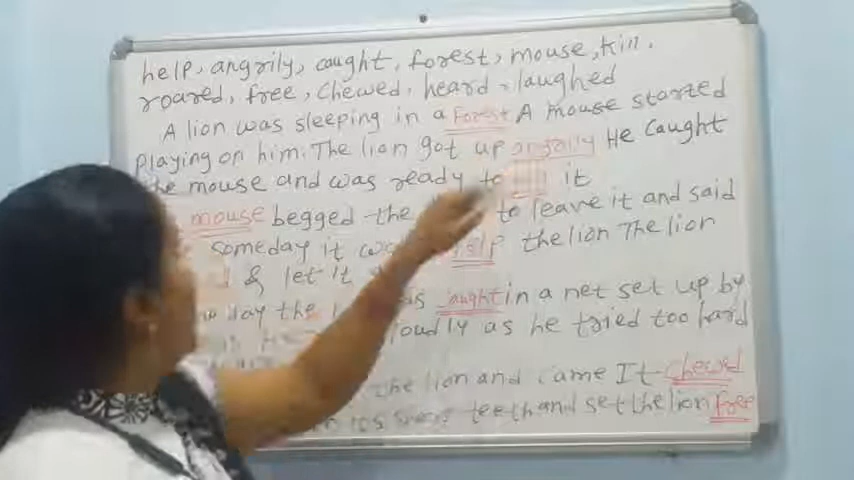 help, angrily, caught, forest, mouse, kill.
roared, free, chewed, heard, laughed
A lion was sleeping in a forest A mouse started
playing on him. The lion got up angrily He caught
the mouse and was ready to it
mouse begged the to leave it and said
someday it help the lion The lion
& let it
day the caught in a net set up by
loudly as he tried too hard
the lion and came It chewed
teeth and set the lion free